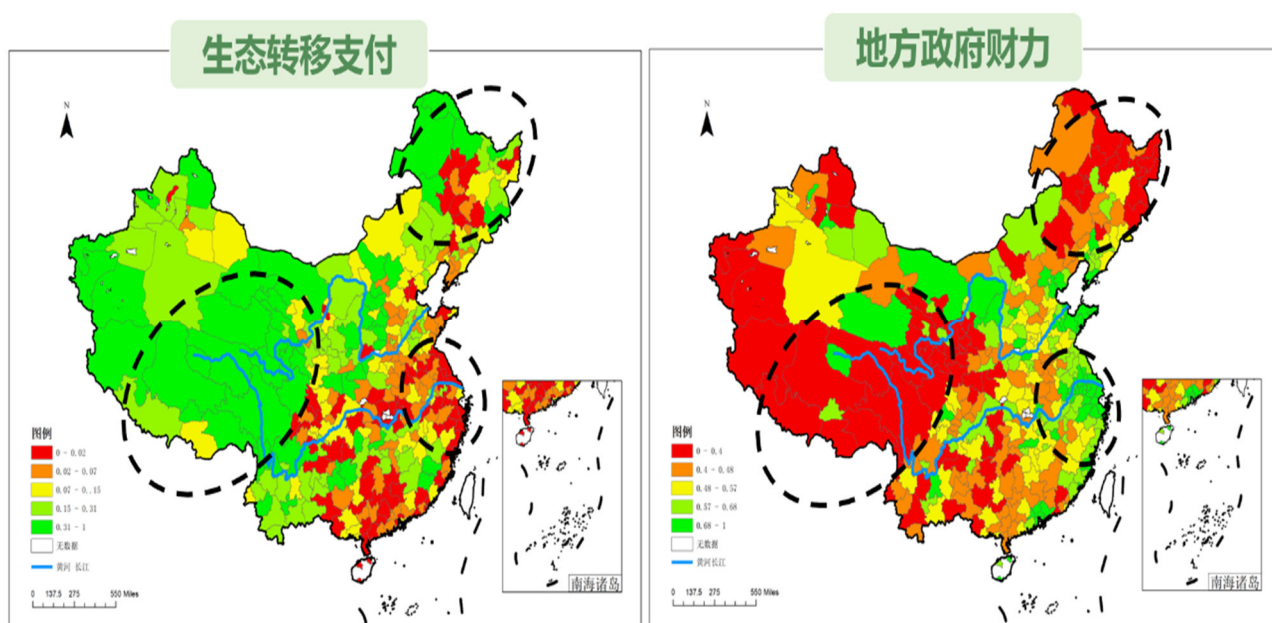 生态转移支付
N
图例
0 - 0.02
0.02 - 0.07
0.07 - 0..15
0.15 - 0.31
0.31 - 1
无数据
黄河 长江
0 137.5 275 550 Miles
南海诸岛
地方政府财力
N
图例
0 - 0.4
0.4 - 0.48
0.48 - 0.57
0.57 - 0.68
0.68 - 1
无数据
黄河长江
0 137.5 275 550 Miles
南海诸岛